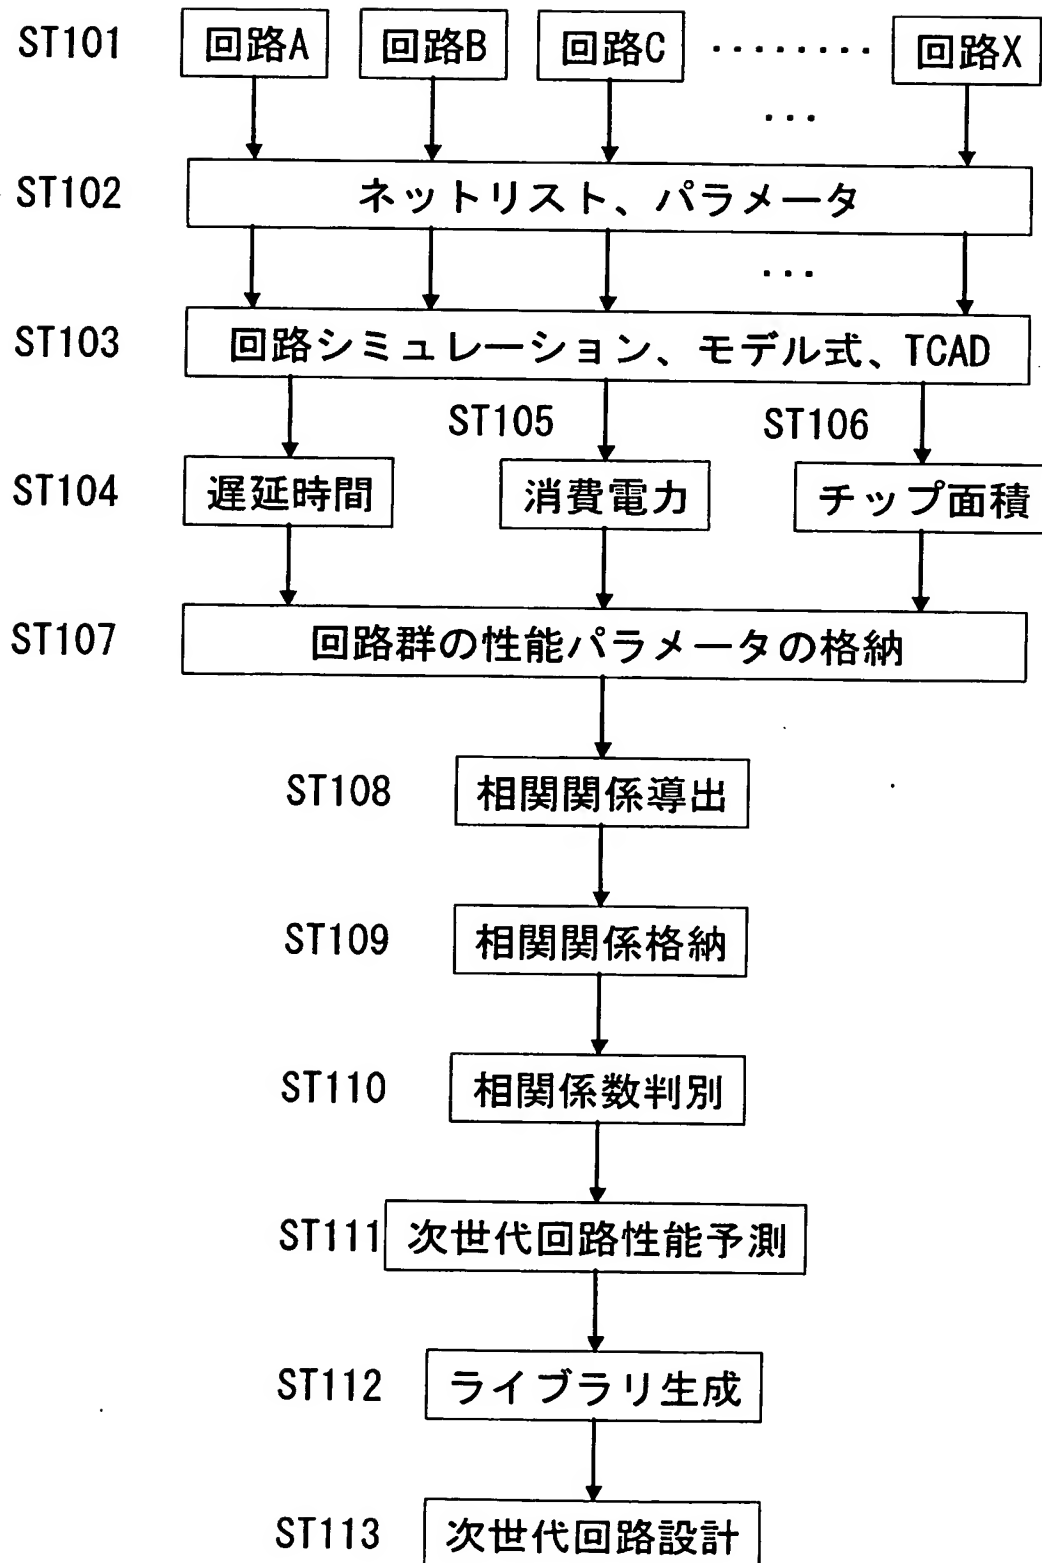 ST101 回路A 回路B 回路C ········ 回路X
···
ST102 ネットリスト、パラメータ
···
ST103 回路シミュレーション、モデル式、TCAD
ST105 ST106
ST104 遅延時間 消費電力 チップ面積
ST107 回路群の性能パラメータの格納
ST108 相関関係導出
ST109 相関関係格納
ST110 相関係数判別
ST111 次世代回路性能予測
ST112 ライブラリ生成
ST113 次世代回路設計